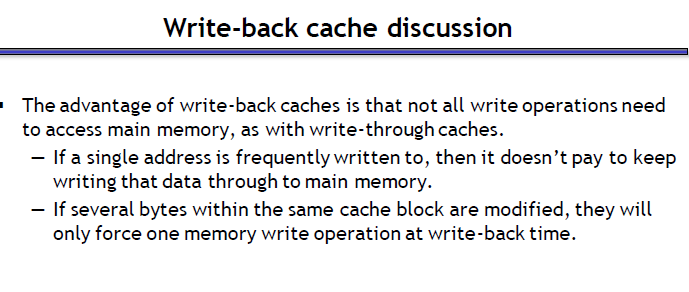 Write-back cache discussion
▪ The advantage of write-back caches is that not all write operations need
to access main memory, as with write-through caches.
— If a single address is frequently written to, then it doesn’t pay to keep
writing that data through to main memory.
— If several bytes within the same cache block are modified, they will
only force one memory write operation at write-back time.